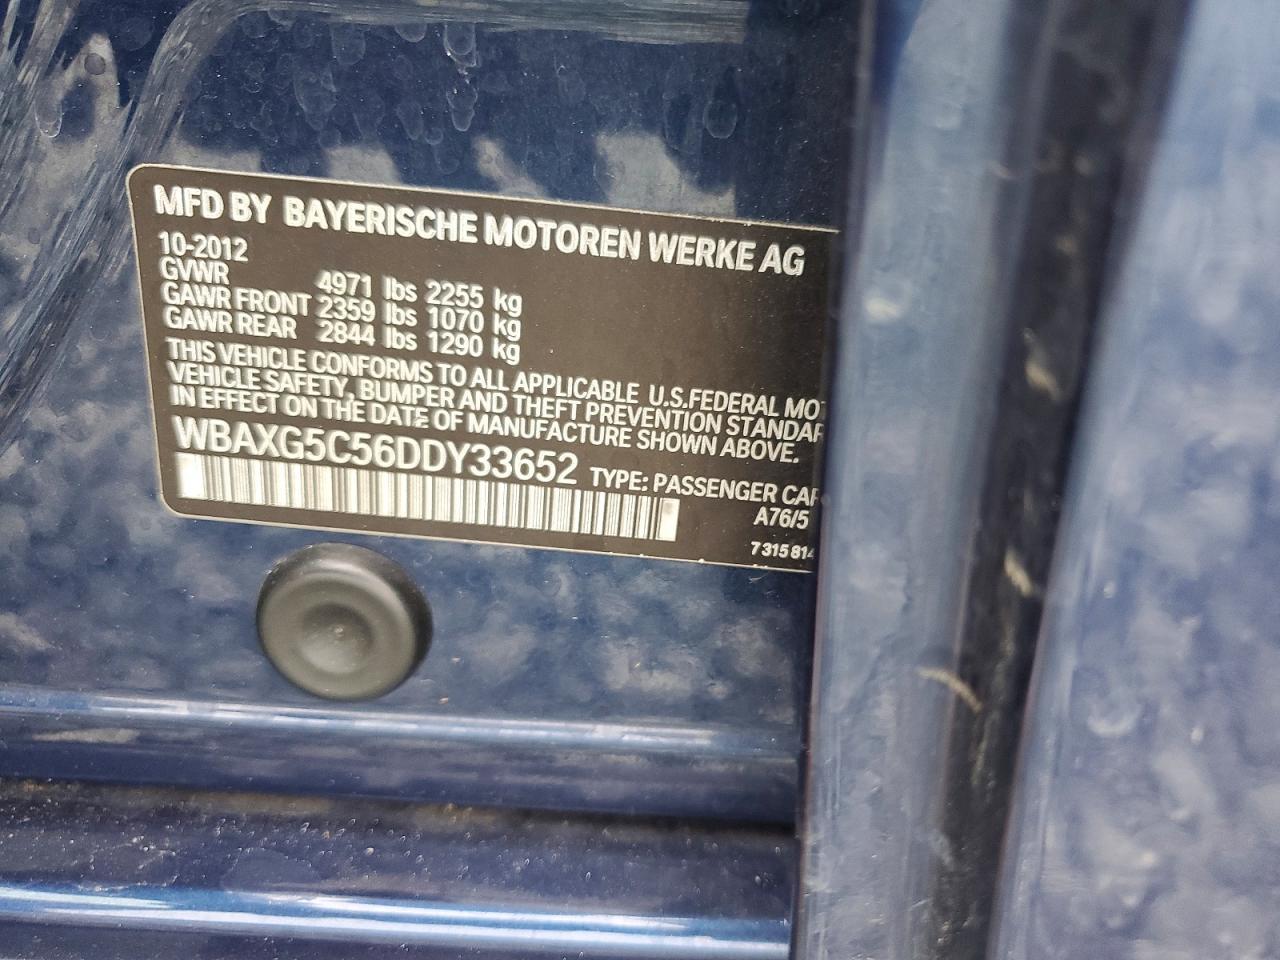 MFD BY BAYERISCHE MOTOREN WERKE AG
10-2012
GVWR 4971 lbs 2255 kg
GAWR FRONT 2359 lbs 1070 kg
GAWR REAR 2844 lbs 1290 kg
THIS VEHICLE CONFORMS TO ALL APPLICABLE U.S.FEDERAL MO
VEHICLE SAFETY, BUMPER AND THEFT PREVENTION STANDAR
IN EFFECT ON THE DATE OF MANUFACTURE SHOWN ABOVE.
WBAXG5C56DDY33652 TYPE: PASSENGER CAR
A76/5
7 315 814